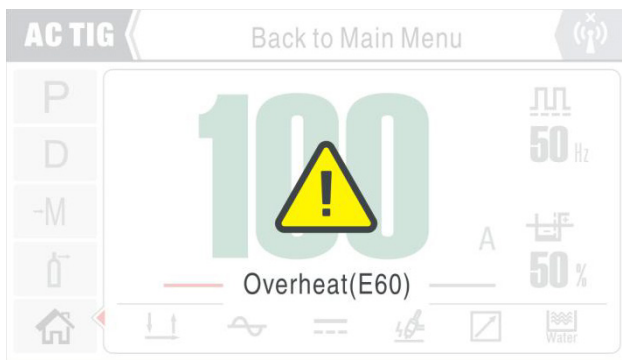 AC TIG
Back to Main Menu
P
D
-M
100
A
50 Hz
50 %
Overheat(E60)
Water